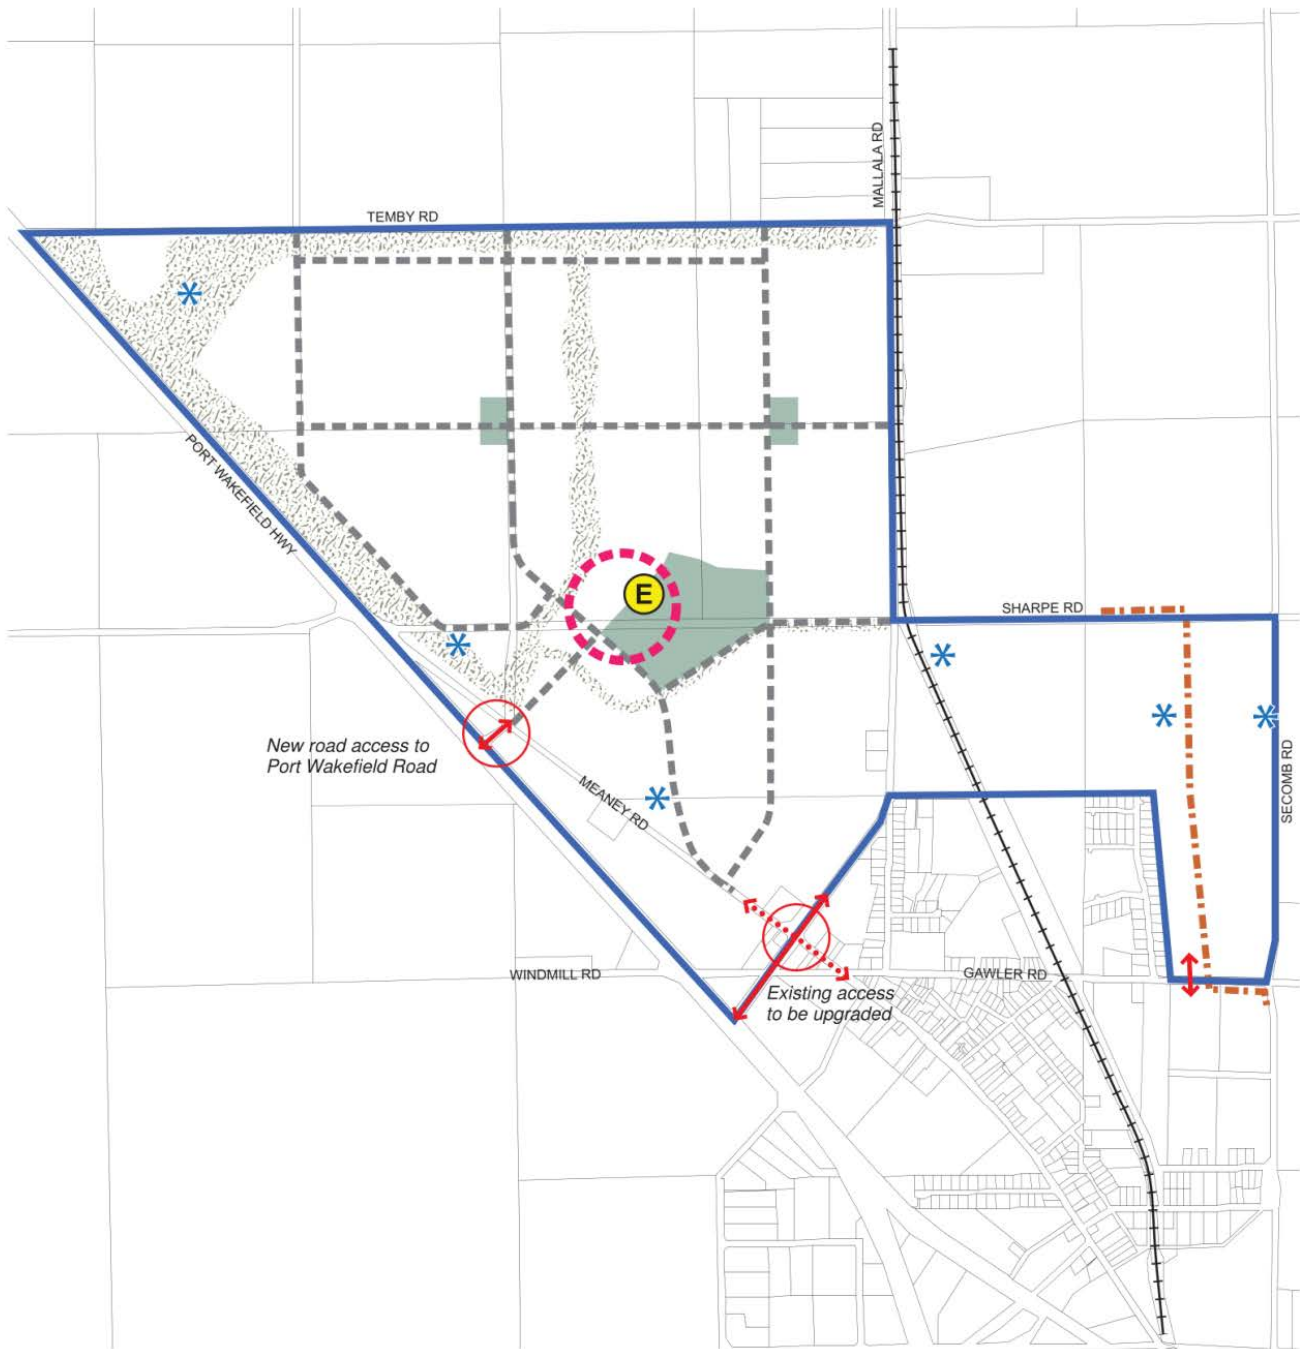 MALLALA RD
TEMBY RD
PORT WAKEFIELD HWY
E
SHARPE RD
New road access to
Port Wakefield Road
MEANEY RD
SECOMB RD
WINDMILL RD
GAWLER RD
Existing access
to be upgraded